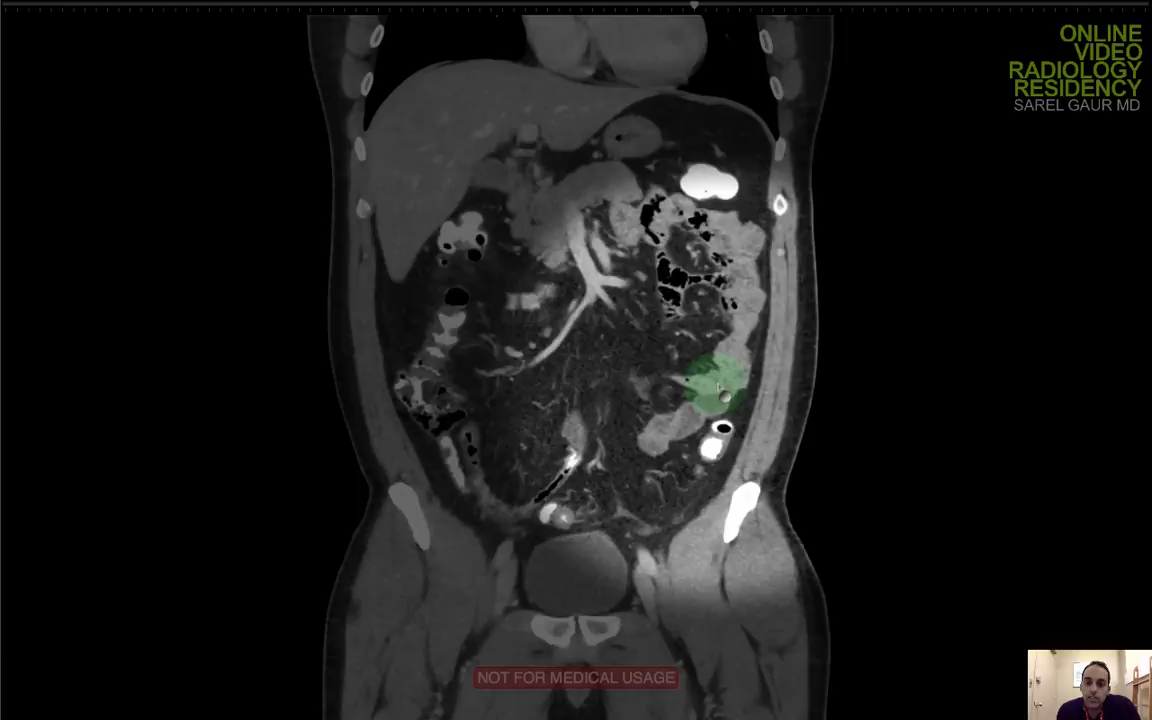 ONLINE
VIDEO
RADIOLOGY
RESIDENCY
SAREL GAUR MD
NOT FOR MEDICAL USAGE